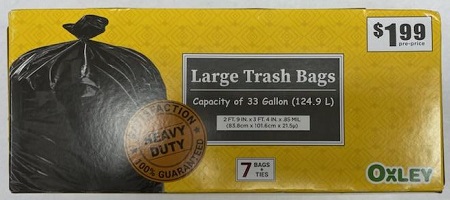 $1.99
pre-price
Large Trash Bags
Capacity of 33 Gallon (124.9 L)
2 FT. 9 IN. x 3 FT. 4 IN. x .85 MIL
(83.8cm x 101.6cm x 21.5µ)
HEAVY
DUTY
100% GUARANTEED
7 BAGS
+
TIES
OXLEY